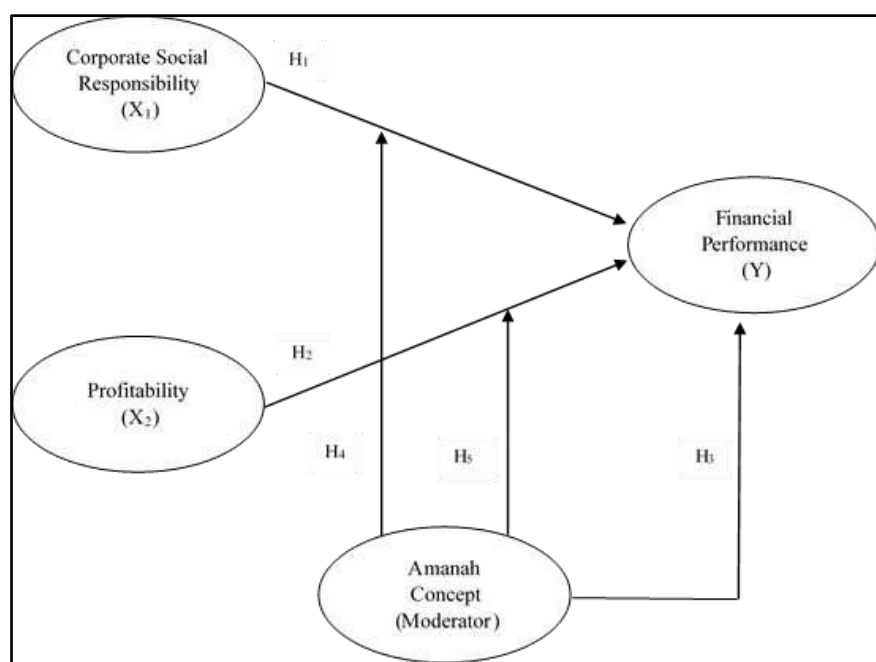 Corporate Social
Responsibility
(X₁)
H₁
Financial
Performance
(Y)
H₂
Profitability
(X₂)
H₄
H₅
H₃
Amanah
Concept
(Moderator)